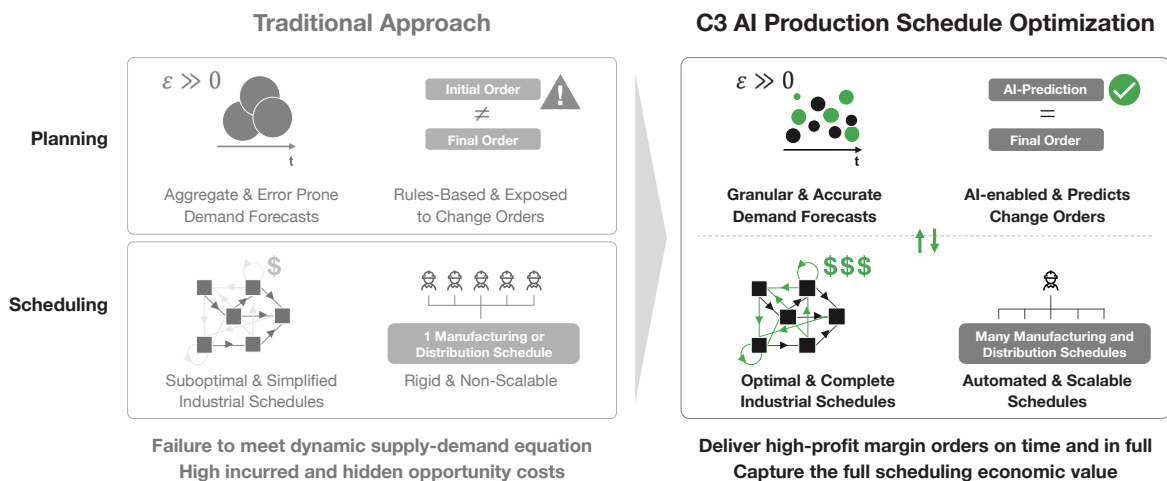 Traditional Approach
C3 AI Production Schedule Optimization
Planning
ε ≫ 0
t
Aggregate & Error Prone
Demand Forecasts
Initial Order
≠
Final Order
!
Rules-Based & Exposed
to Change Orders
ε ≫ 0
t
Granular & Accurate
Demand Forecasts
AI-Prediction
=
Final Order
AI-enabled & Predicts
Change Orders
Scheduling
$
Suboptimal & Simplified
Industrial Schedules
1 Manufacturing or
Distribution Schedule
Rigid & Non-Scalable
$$$
Optimal & Complete
Industrial Schedules
Many Manufacturing and
Distribution Schedules
Automated & Scalable
Schedules
Failure to meet dynamic supply-demand equation
High incurred and hidden opportunity costs
Deliver high-profit margin orders on time and in full
Capture the full scheduling economic value